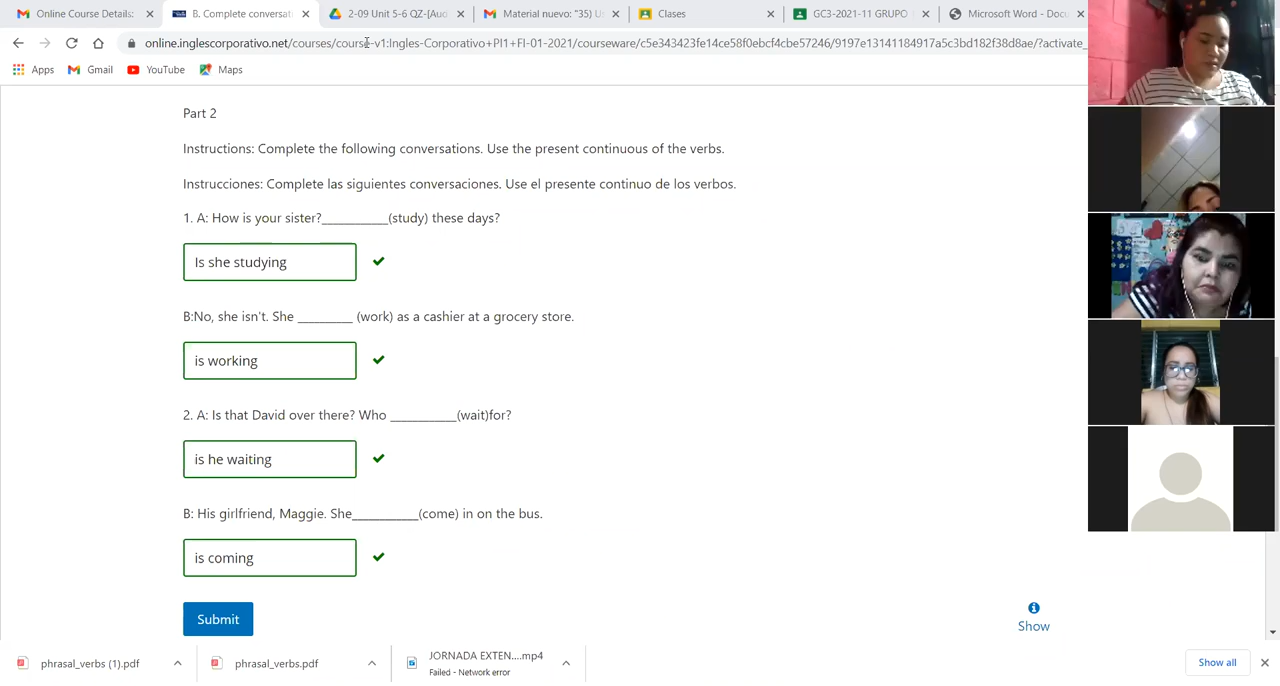 Online Course Details:
B. Complete conversat
2-09 Unit 5-6 QZ-[Au
Material nuevo: "35) U
Clases
GC3-2021-11 GRUPO
Microsoft Word - Docu
online.inglescorporativo.net/courses/course-v1:Ingles-Corporativo+PI1+FI-01-2021/courseware/c5e343423fe14ce58f0ebcf4cbe57246/9197e13141184917a5c3bd182f38d8ae/?activate_
Apps
Gmail
YouTube
Maps
Part 2
Instructions: Complete the following conversations. Use the present continuous of the verbs.
Instrucciones: Complete las siguientes conversaciones. Use el presente continuo de los verbos.
1. A: How is your sister?__________(study) these days?
Is she studying
B:No, she isn't. She ________ (work) as a cashier at a grocery store.
is working
2. A: Is that David over there? Who __________(wait)for?
is he waiting
B: His girlfriend, Maggie. She__________(come) in on the bus.
is coming
Submit
Show
phrasal_verbs (1).pdf
phrasal_verbs.pdf
JORNADA EXTEN....mp4
Failed - Network error
Show all